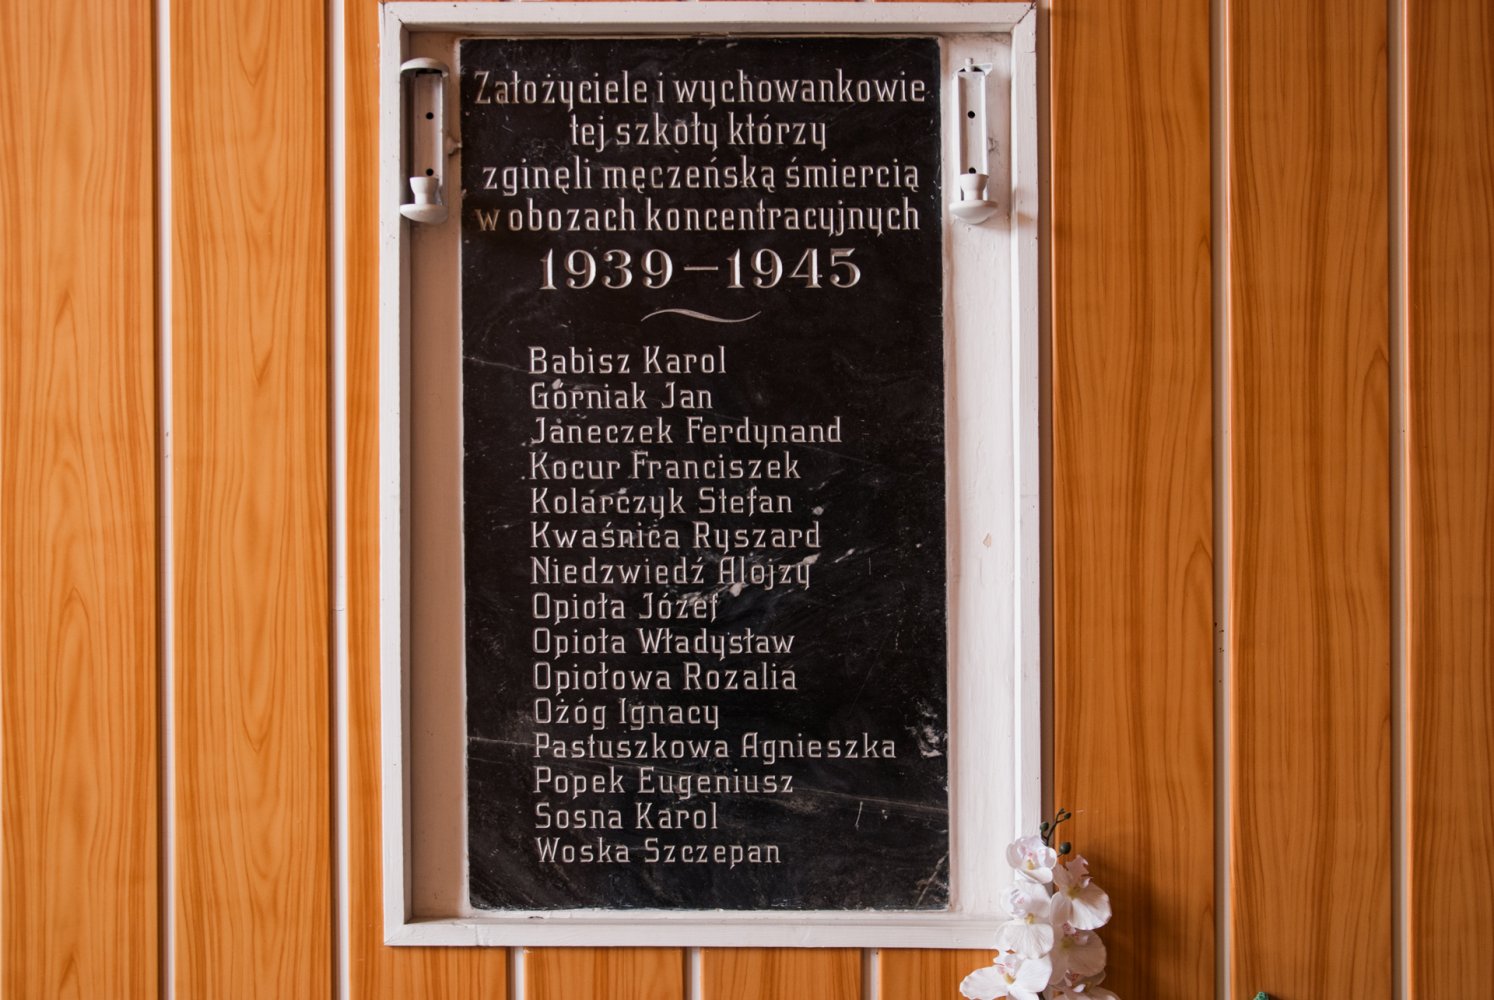 Założyciele i wychowankowie
tej szkoły którzy
zginęli męczeńską śmiercią
w obozach koncentracyjnych
1939-1945
Babisz Karol
Górniak Jan
Janeczek Ferdynand
Kocur Franciszek
Kolarczyk Stefan
Kwaśnica Ryszard
Niedzwiedź Alojzy
Opioła Józef
Opioła Władysław
Opiołowa Rozalia
Ożóg Ignacy
Pastuszkowa Agnieszka
Popek Eugeniusz
Sosna Karol
Woska Szczepan